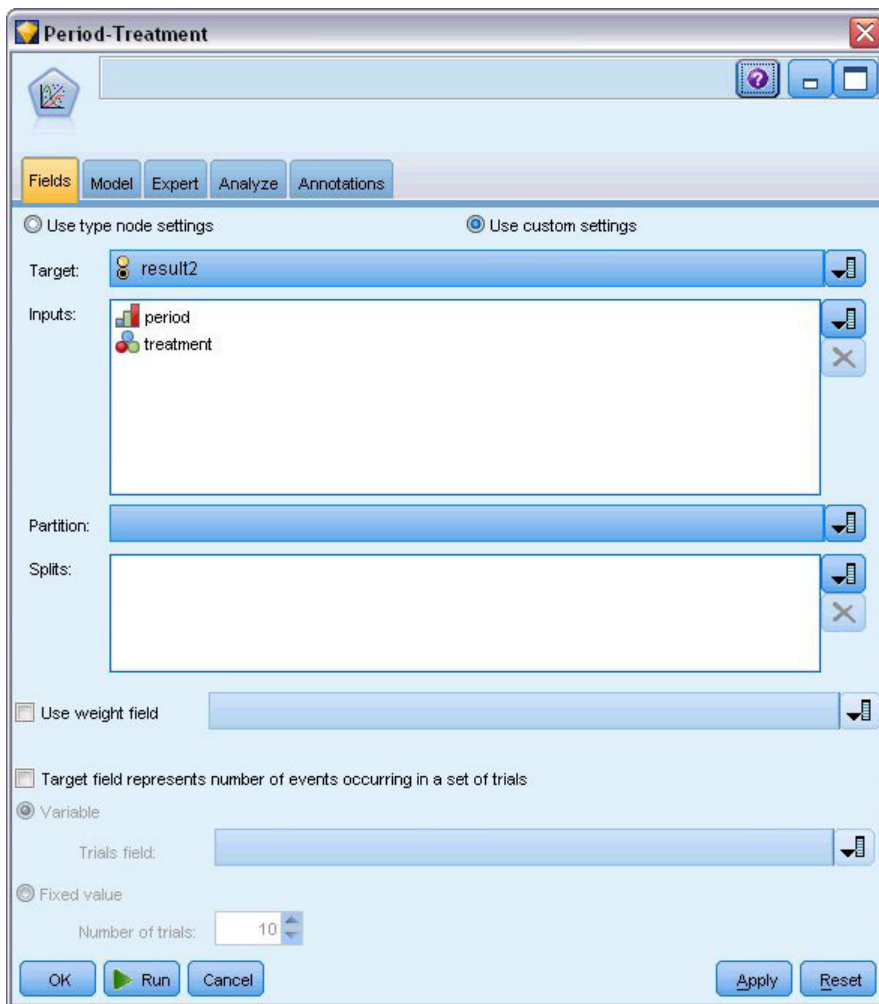 Period-Treatment
Fields Model Expert Analyze Annotations
Use type node settings Use custom settings
Target: result2
Inputs: period
treatment
Partition:
Splits:
Use weight field
Target field represents number of events occurring in a set of trials
Variable
Trials field:
Fixed value
Number of trials: 10
OK Run Cancel Apply Reset